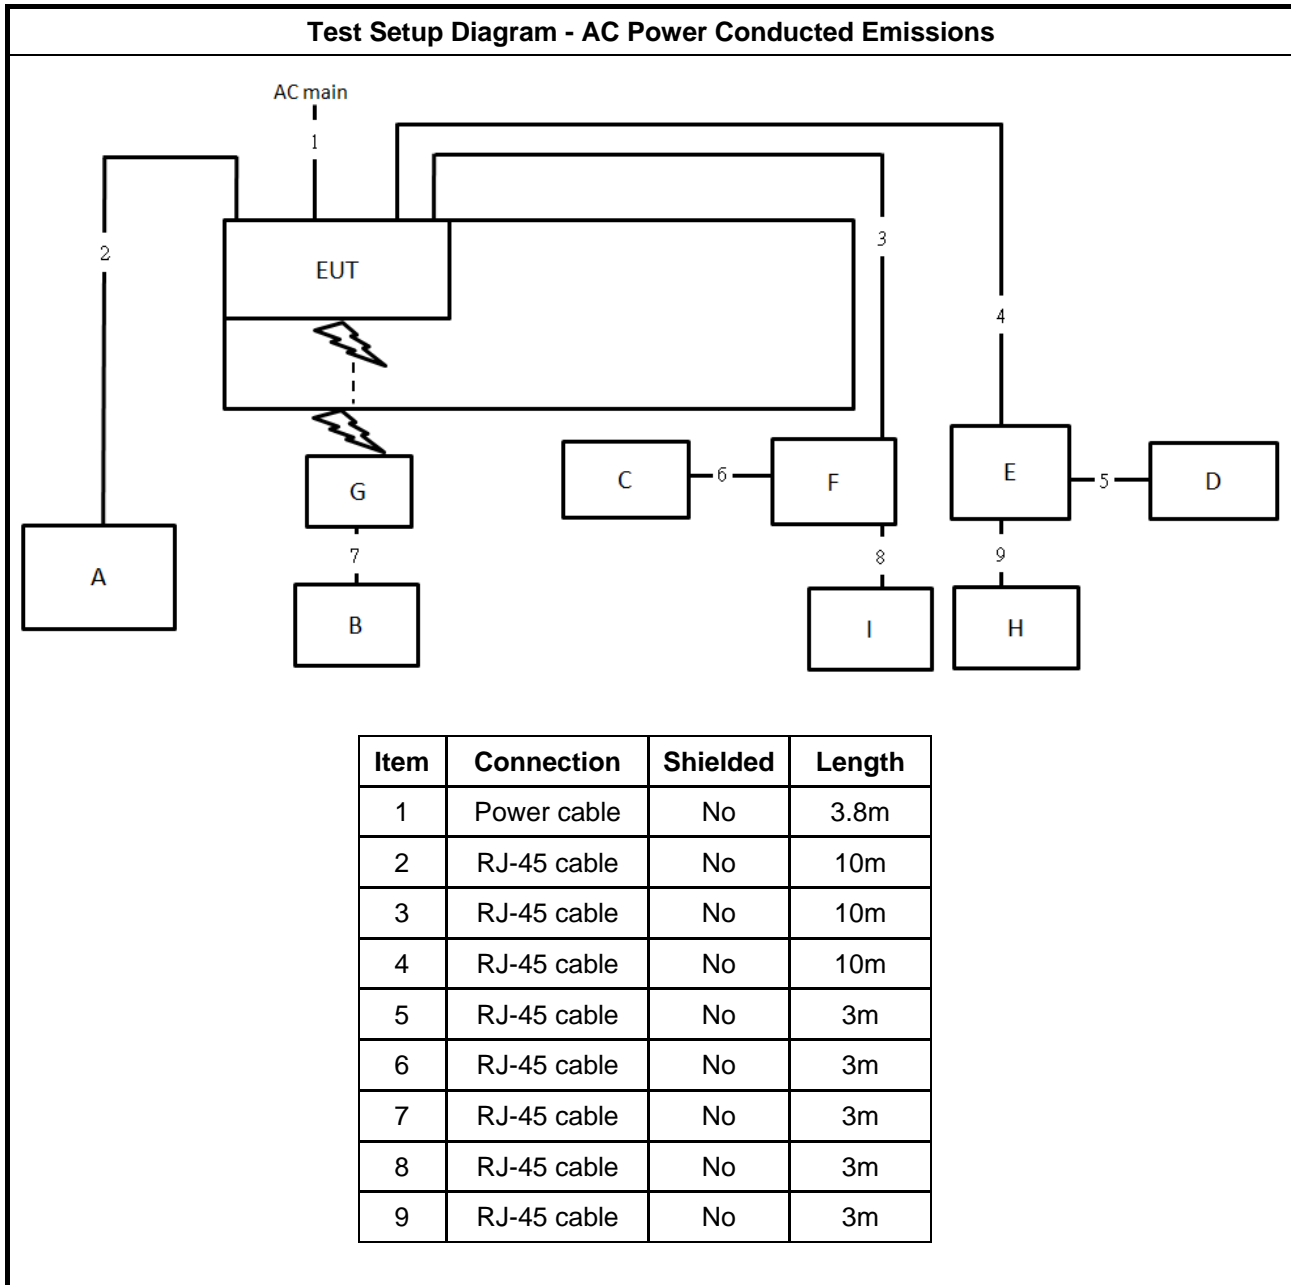 Test Setup Diagram - AC Power Conducted Emissions
AC main
1
2
EUT
3
4
G
C
6
F
E
5
D
7
8
9
A
B
I
H
Item Connection Shielded Length
1 Power cable No 3.8m
2 RJ-45 cable No 10m
3 RJ-45 cable No 10m
4 RJ-45 cable No 10m
5 RJ-45 cable No 3m
6 RJ-45 cable No 3m
7 RJ-45 cable No 3m
8 RJ-45 cable No 3m
9 RJ-45 cable No 3m